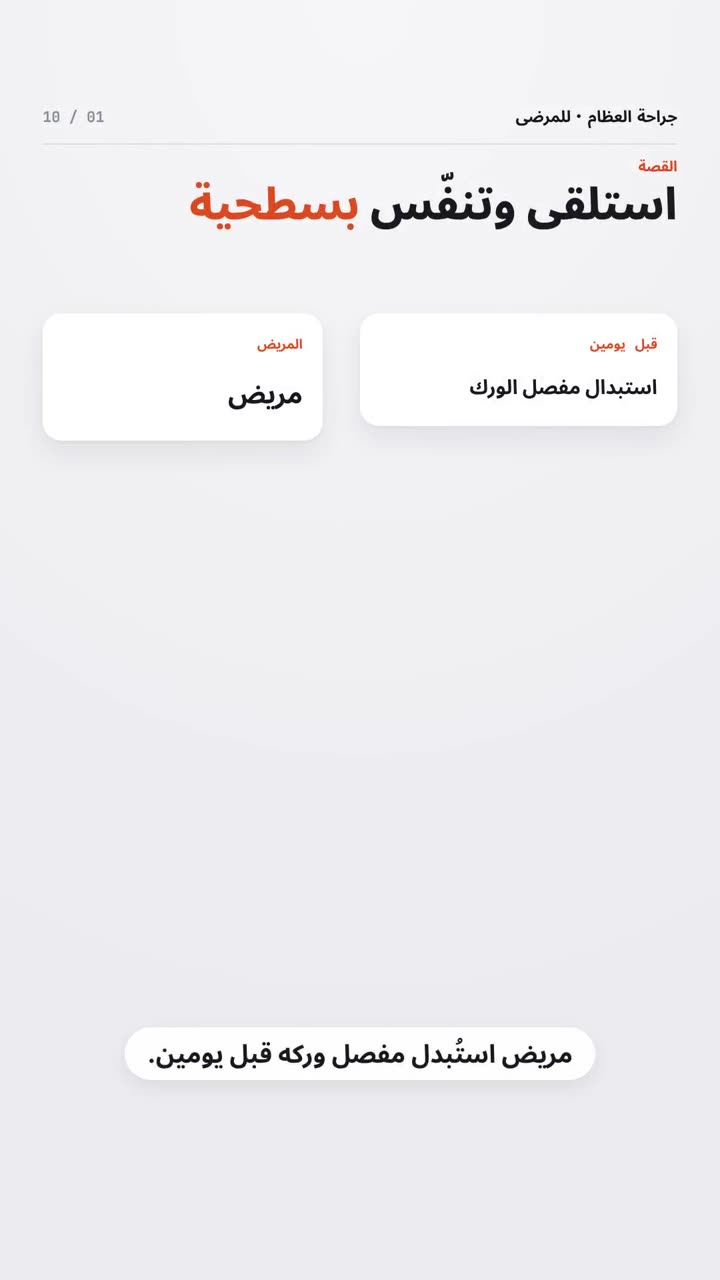 جراحة العظام • للمرضى
01 / 10
القصة
استلقى وتنفّس بسطحية
قبل يومين
استبدال مفصل الورك
المريض
مريض
مريض استُبدل مفصل وركه قبل يومين.